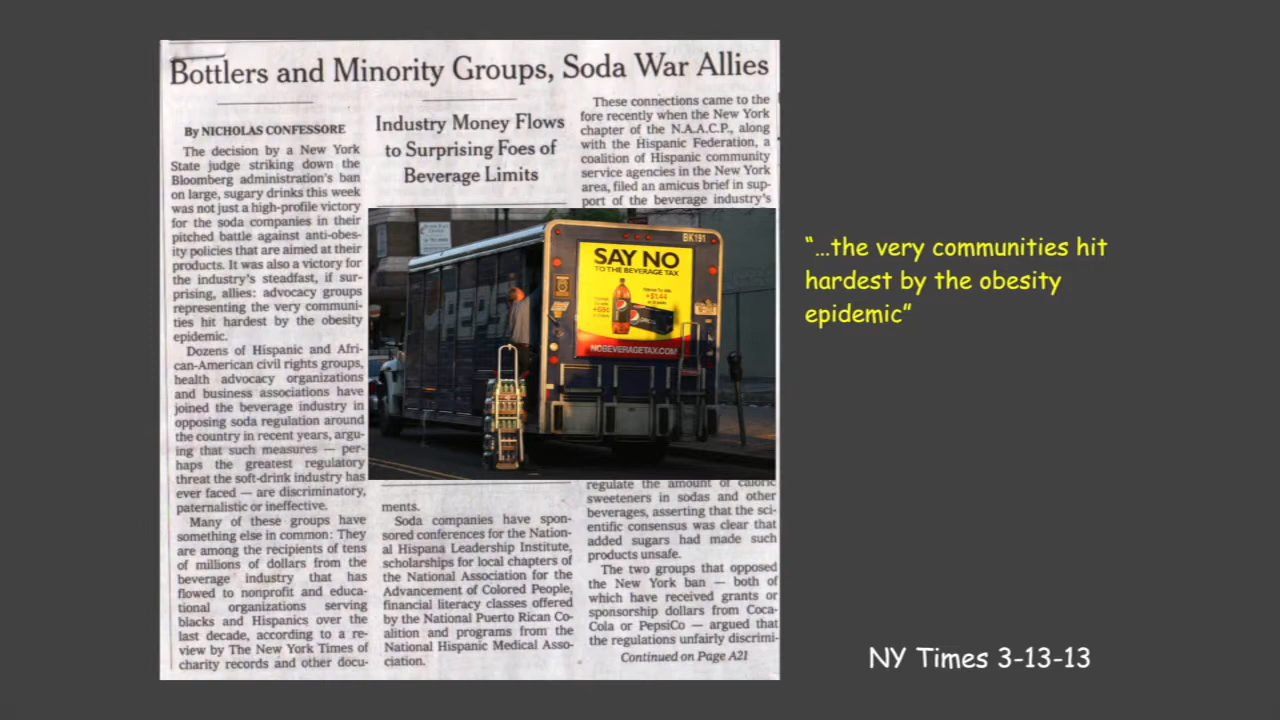 Bottlers and Minority Groups, Soda War Allies
By NICHOLAS CONFESSORE
The decision by a New York
State judge striking down the
Bloomberg administration's ban
on large, sugary drinks this week
was not just a high-profile victory
for the soda companies in their
pitched battle against anti-obes-
ity policies that are aimed at their
products. It was also a victory for
the industry's steadfast, if sur-
prising, allies: advocacy groups
representing the very communi-
ties hit hardest by the obesity
epidemic.
Dozens of Hispanic and Afri-
can-American civil rights groups,
health advocacy organizations
and business associations have
joined the beverage industry in
opposing soda regulation around
the country in recent years, argu-
ing that such measures — per-
haps the greatest regulatory
threat the soft-drink industry has
ever faced — are discriminatory,
paternalistic or ineffective.
Many of these groups have
something else in common: They
are among the recipients of tens
of millions of dollars from the
beverage industry that has
flowed to nonprofit and educa-
tional organizations serving
blacks and Hispanics over the
last decade, according to a re-
view by The New York Times of
charity records and other docu-
Industry Money Flows
to Surprising Foes of
Beverage Limits
ments.
Soda companies have spon-
sored conferences for the Nation-
al Hispana Leadership Institute,
scholarships for local chapters of
the National Association for the
Advancement of Colored People,
financial literacy classes offered
by the National Puerto Rican Co-
alition and programs from the
National Hispanic Medical Asso-
ciation.
These connections came to the
fore recently when the New York
chapter of the N.A.A.C.P., along
with the Hispanic Federation, a
coalition of Hispanic community
service agencies in the New York
area, filed an amicus brief in sup-
port of the beverage industry's
BK191
SAY NO
TO THE BEVERAGE TAX
+$1.44
pepsi
NOBEVERAGETAX.COM
regulate the amount of caloric
sweeteners in sodas and other
beverages, asserting that the sci-
entific consensus was clear that
added sugars had made such
products unsafe.
The two groups that opposed
the New York ban — both of
which have received grants or
sponsorship dollars from Coca-
Cola or PepsiCo — argued that
the regulations unfairly discrimi-
Continued on Page A21
“…the very communities hit
hardest by the obesity
epidemic”
NY Times 3-13-13